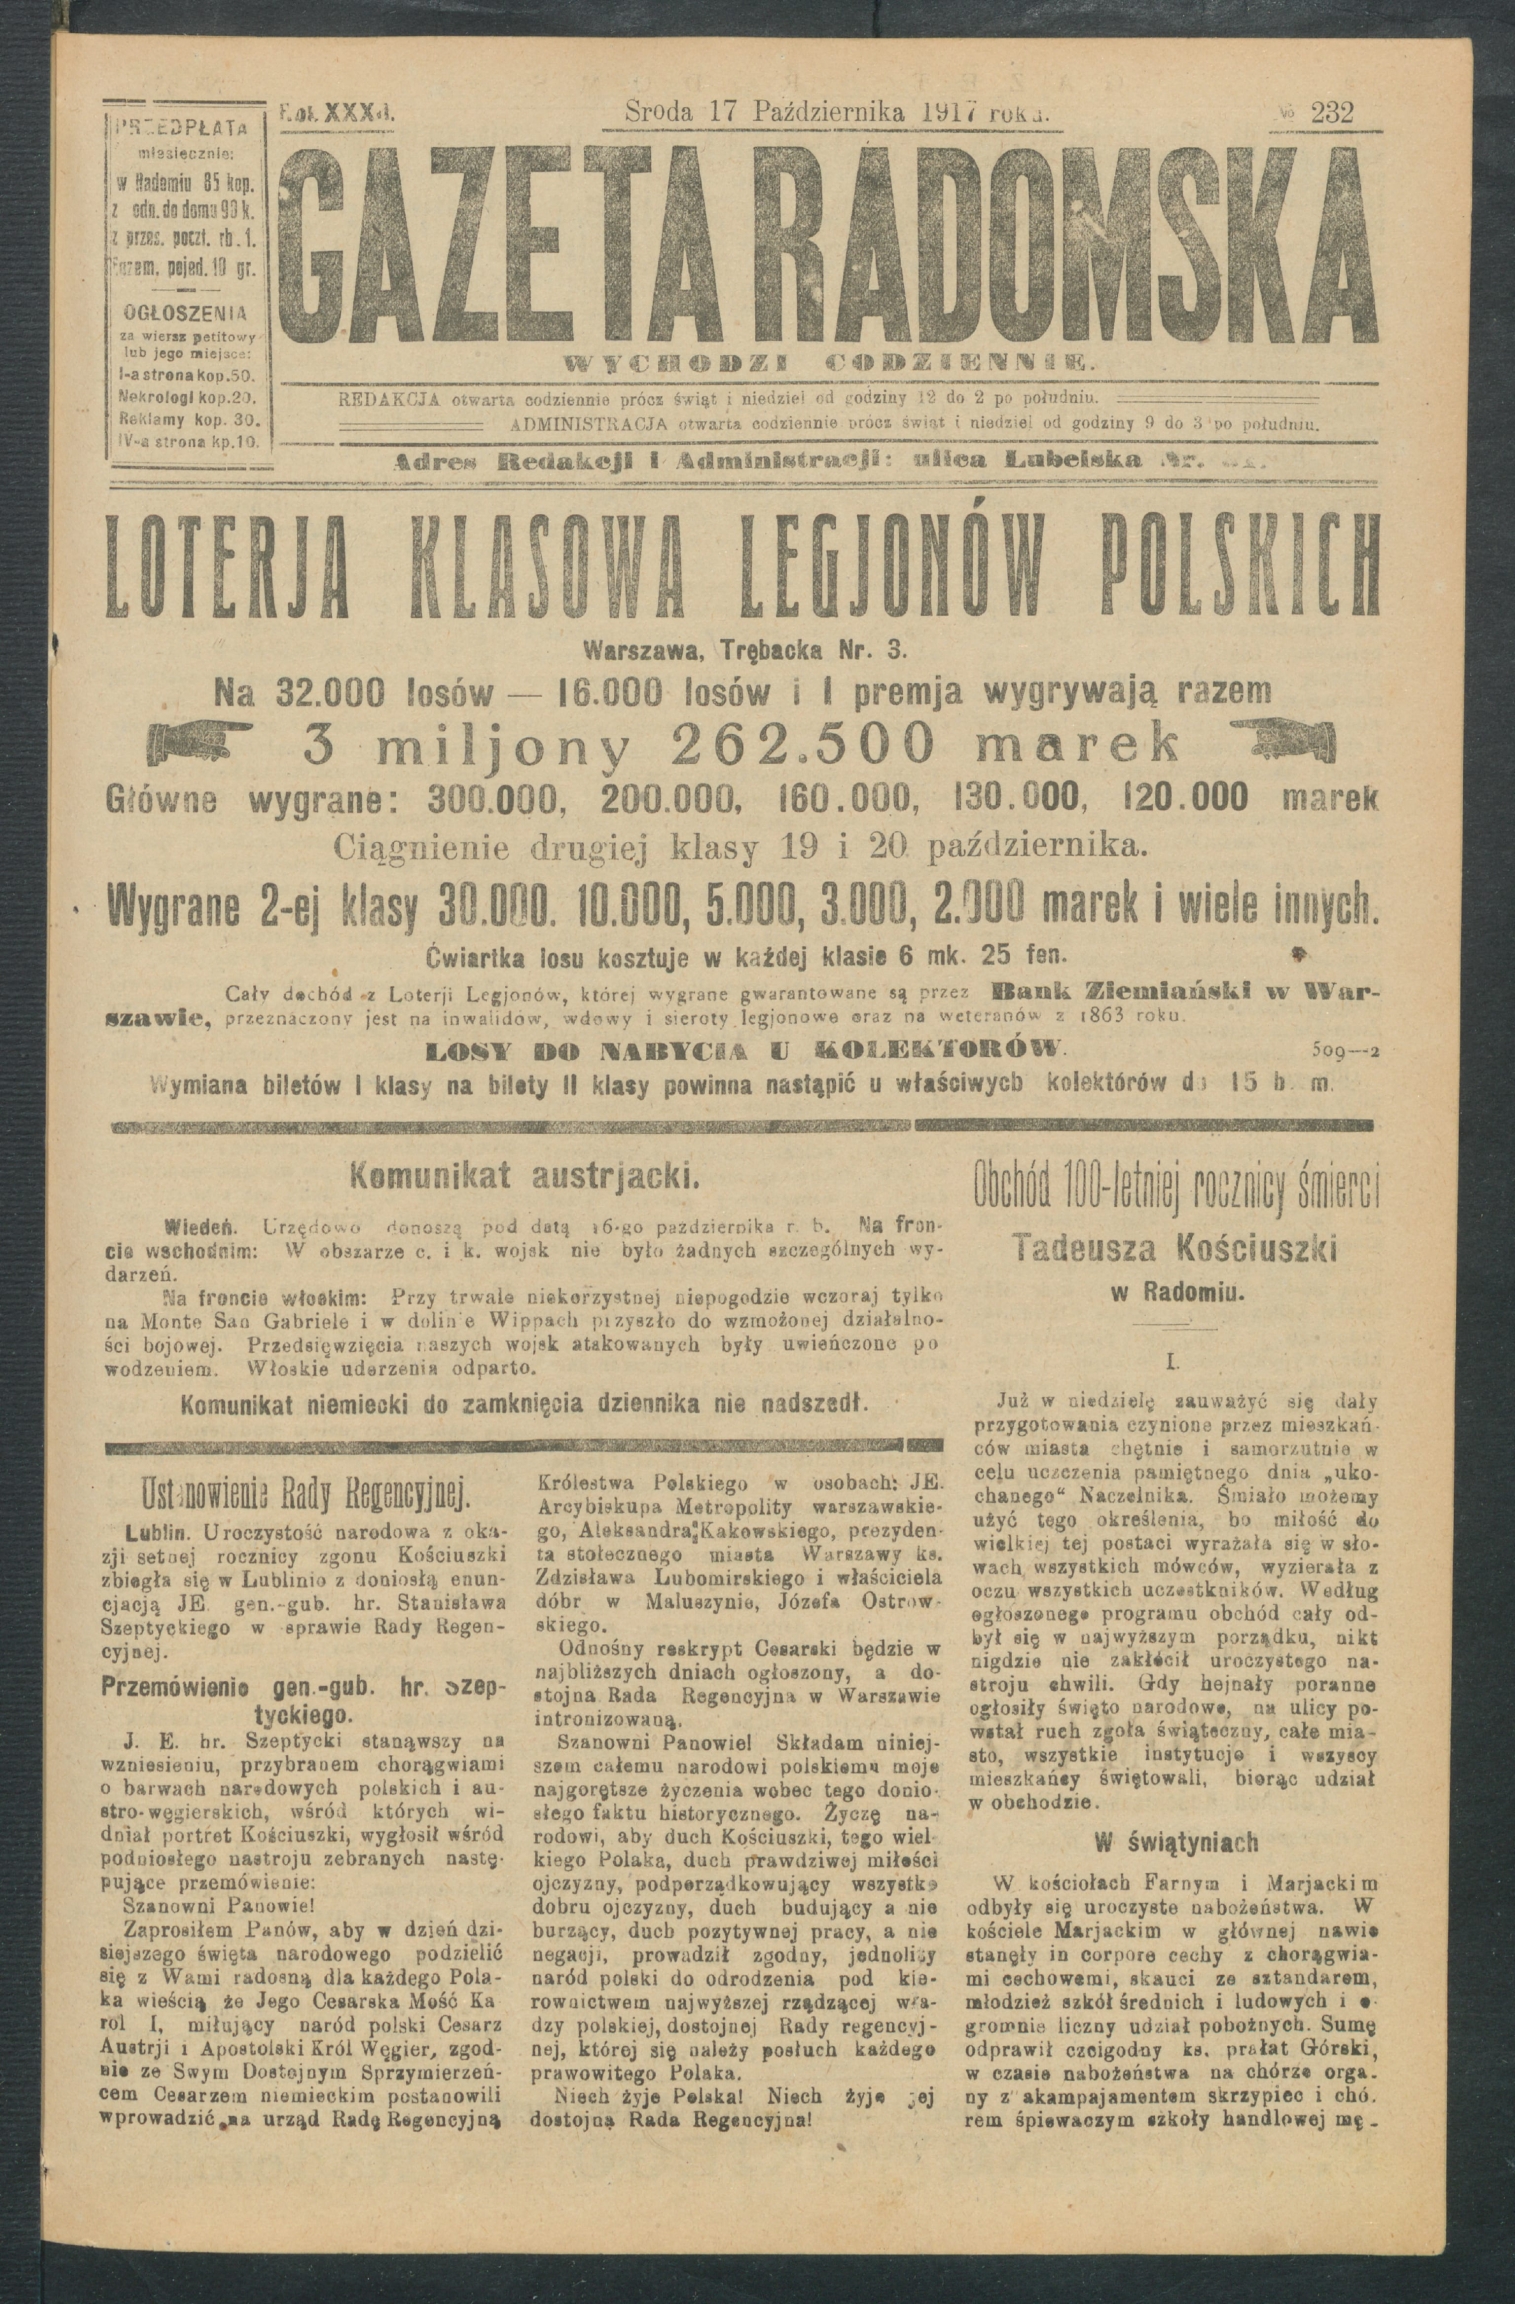 PRZEDPŁATA
miesięcznie:
w Radomiu 85 kop.
z odn. do domu 90 k.
z przes. poczt. rb. 1.
Egzem. pojed. 10 gr.
OGŁOSZENIA
za wiersz petitowy
lub jego miejsce:
I-a strona kop. 50.
Nekrologi kop. 20.
Reklamy kop. 30.
IV-a strona kp. 10.
Rok XXXI.
Sroda 17 Października 1917 roku.
№ 232
GAZETA RADOMSKA
WYCHODZI CODZIENNIE.
REDAKCJA otwarta codziennie prócz świąt i niedziel od godziny 12 do 2 po południu.
ADMINISTRACJA otwarta codziennie prócz świąt i niedziel od godziny 9 do 3 po południu.
Adres Redakcji i Administracji: ulica Lubelska Nr.
LOTERJA KLASOWA LEGJONÓW POLSKICH
Warszawa, Trębacka Nr. 3.
Na 32.000 losów — 16.000 losów i 1 premja wygrywają razem
3 miljony 262.500 marek
Główne wygrane: 300.000, 200.000, 160.000, 130.000, 120.000 marek
Ciągnienie drugiej klasy 19 i 20 października.
Wygrane 2-ej klasy 30.000. 10.000, 5.000, 3.000, 2.000 marek i wiele innych.
Ćwiartka losu kosztuje w każdej klasie 6 mk. 25 fen.
Cały dochód z Loterji Legjonów, której wygrane gwarantowane są przez Bank Ziemiański w War-
szawie, przeznaczony jest na inwalidów, wdowy i sieroty legjonowe oraz na weteranów z 1863 roku.
LOSY DO NABYCIA U KOLEKTORÓW.
509—2
Wymiana biletów I klasy na bilety II klasy powinna nastąpić u właściwych kolektórów do 15 b. m.
Komunikat austrjacki.
Wiedeń. Urzędowo donoszą pod datą 16-go października r. b. Na fron-
cie wschodnim: W obszarze c. i k. wojsk nie było żadnych szczególnych wy-
darzeń.
Na froncie włoskim: Przy trwale niekorzystnej niepogodzie wczoraj tylko
na Monte San Gabriele i w dolinie Wippach przyszło do wzmożonej działalno-
ści bojowej. Przedsięwzięcia naszych wojsk atakowanych były uwieńczone po
wodzeniem. Włoskie uderzenia odparto.
Komunikat niemiecki do zamknięcia dziennika nie nadszedł.
Ustanowienie Rady Regencyjnej.
Lublin. Uroczystość narodowa z oka-
zji setnej rocznicy zgonu Kościuszki
zbiegła się w Lublinie z doniosłą enun-
cjacją JE. gen.-gub. hr. Stanisława
Szeptyckiego w sprawie Rady Regen-
cyjnej.
Przemówienie gen.-gub. hr. Szep-
tyckiego.
J. E. hr. Szeptycki stanąwszy na
wzniesieniu, przybranem chorągwiami
o barwach narodowych polskich i au-
stro-węgierskich, wśród których wi-
dniał portret Kościuszki, wygłosił wśród
podniosłego nastroju zebranych nastę-
pujące przemówienie:
Szanowni Panowie!
Zaprosiłem Panów, aby w dzień dzi-
siejszego święta narodowego podzielić
się z Wami radosną dla każdego Pola-
ka wieścią że Jego Cesarska Mość Ka
rol I, miłujący naród polski Cesarz
Austrji i Apostolski Król Węgier, zgod-
nie ze Swym Dostojnym Sprzymierzeń-
cem Cesarzem niemieckim postanowili
wprowadzić na urząd Radę Regencyjną
Królestwa Polskiego w osobach: JE.
Arcybiskupa Metropolity warszawskie-
go, Aleksandra Kakowskiego, prezyden-
ta stołecznego miasta Warszawy ks.
Zdzisława Lubomirskiego i właściciela
dóbr w Maluszynie, Józefa Ostrow-
skiego.
Odnośny reskrypt Cesarski będzie w
najbliższych dniach ogłoszony, a do-
stojna Rada Regencyjna w Warszawie
intronizowaną.
Szanowni Panowie! Składam niniej-
szem całemu narodowi polskiemu moje
najgorętsze życzenia wobec tego donio-
słego faktu historycznego. Życzę na-
rodowi, aby duch Kościuszki, tego wiel-
kiego Polaka, duch prawdziwej miłości
ojczyzny, podporządkowujący wszystko
dobru ojczyzny, duch budujący a nie
burzący, duch pozytywnej pracy, a nie
negacji, prowadził zgodny, jednolity
naród polski do odrodzenia pod kie-
rownictwem najwyższej rządzącej wła-
dzy polskiej, dostojnej Rady regencyj-
nej, której się należy posłuch każdego
prawowitego Polaka.
Niech żyje Polska! Niech żyje jej
dostojna Rada Regencyjna!
Obchód 100-letniej rocznicy śmierci
Tadeusza Kościuszki
w Radomiu.
I.
Już w niedzielę zauważyć się dały
przygotowania czynione przez mieszkań-
ców miasta chętnie i samorzutnie w
celu uczczenia pamiętnego dnia „uko-
chanego“ Naczelnika. Śmiało możemy
użyć tego określenia, bo miłość do
wielkiej tej postaci wyrażała się w sło-
wach wszystkich mówców, wyzierała z
oczu wszystkich uczestkników. Według
ogłoszonego programu obchód cały od-
był się w najwyższym porządku, nikt
nigdzie nie zakłócił uroczystego na-
stroju chwili. Gdy hejnały poranne
ogłosiły święto narodowe, na ulicy po-
wstał ruch zgoła świąteczny, całe mia-
sto, wszystkie instytucje i wszyscy
mieszkańcy świętowali, biorąc udział
w obchodzie.
W świątyniach
W kościołach Farnym i Marjackim
odbyły się uroczyste nabożeństwa. W
kościele Marjackim w głównej nawie
stanęły in corpore cechy z chorągwia-
mi cechowemi, skauci ze sztandarem,
młodzież szkół średnich i ludowych i o-
gromnie liczny udział pobożnych. Sumę
odprawił czcigodny ks. prałat Górski,
w czasie nabożeństwa na chórze orga-
ny z akampajamentem skrzypiec i chó.
rem śpiewaczym szkoły handlowej mę-